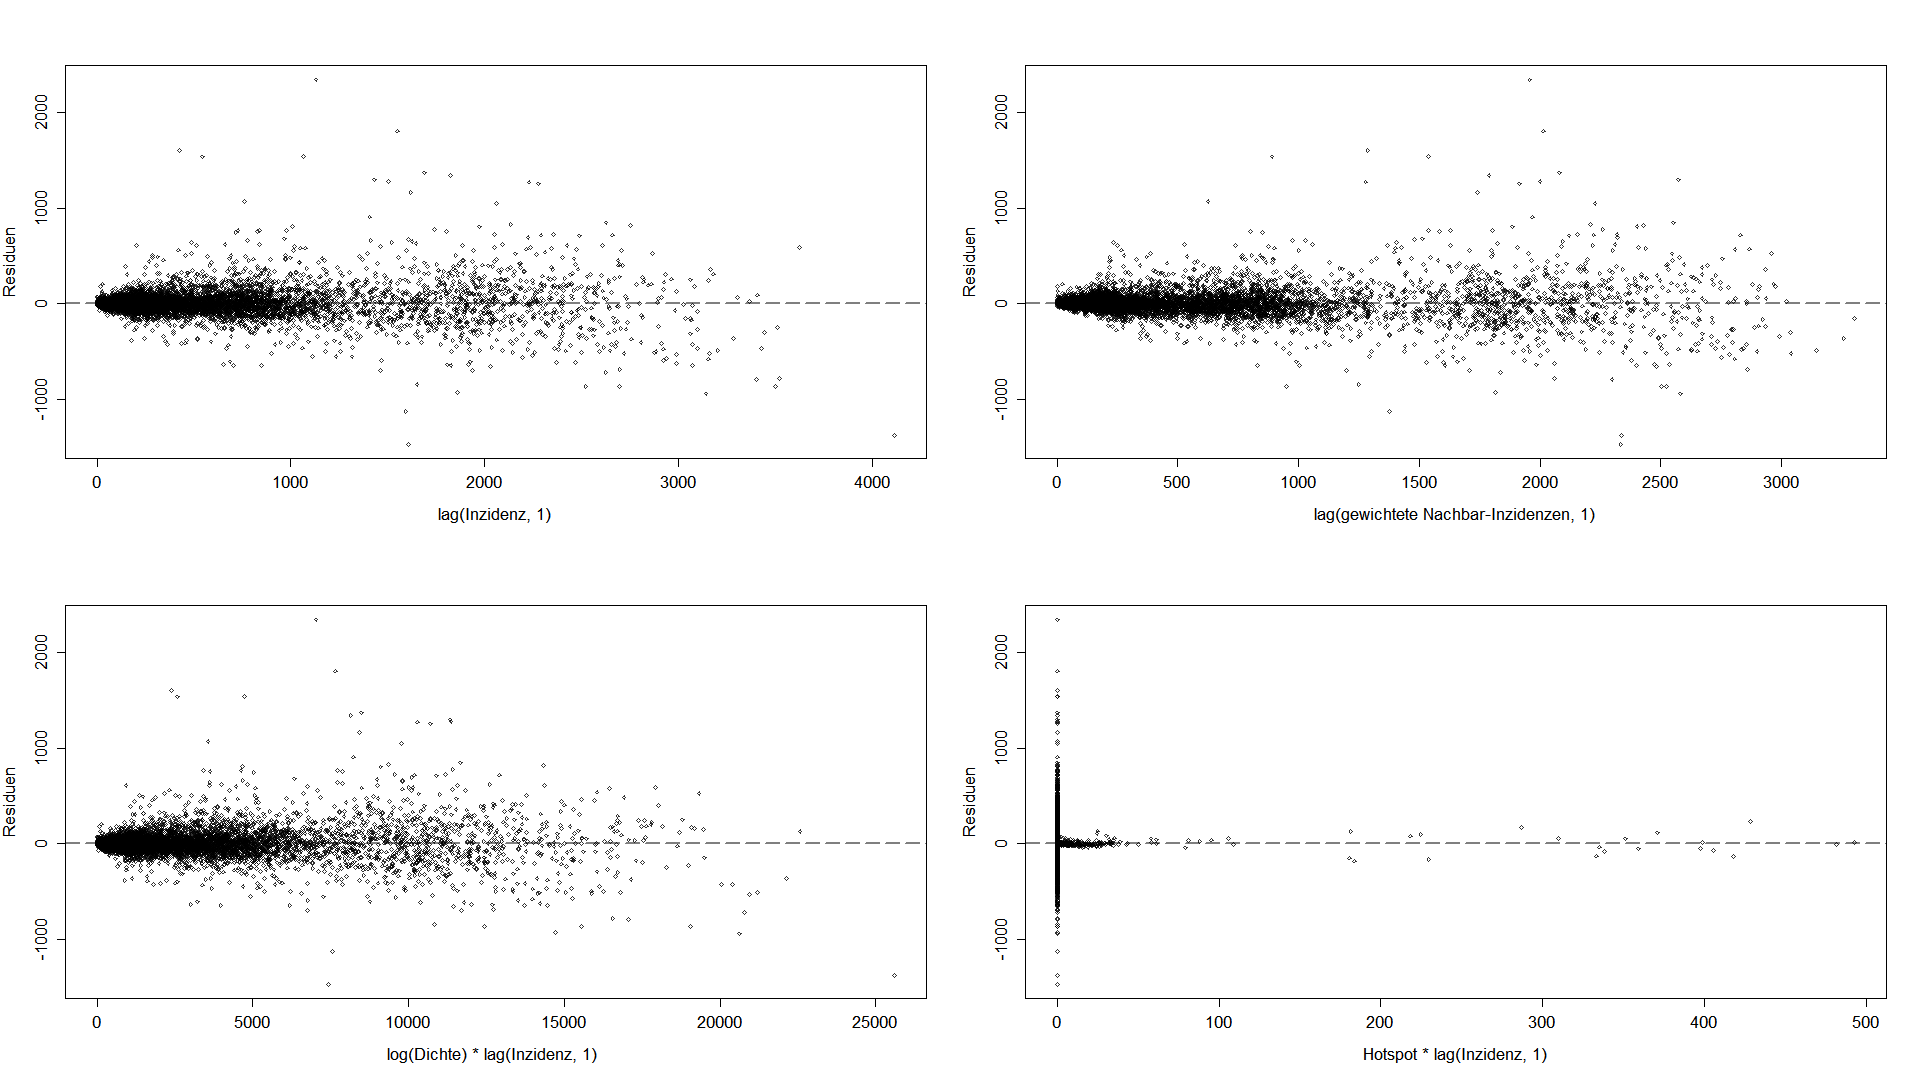 Residuen
2000
1000
0
-1000
0 1000 2000 3000 4000
lag(Inzidenz, 1)
Residuen
2000
1000
0
-1000
0 500 1000 1500 2000 2500 3000
lag(gewichtete Nachbar-Inzidenzen, 1)
Residuen
2000
1000
0
-1000
0 5000 10000 15000 20000 25000
log(Dichte) * lag(Inzidenz, 1)
Residuen
2000
1000
0
-1000
0 100 200 300 400 500
Hotspot * lag(Inzidenz, 1)